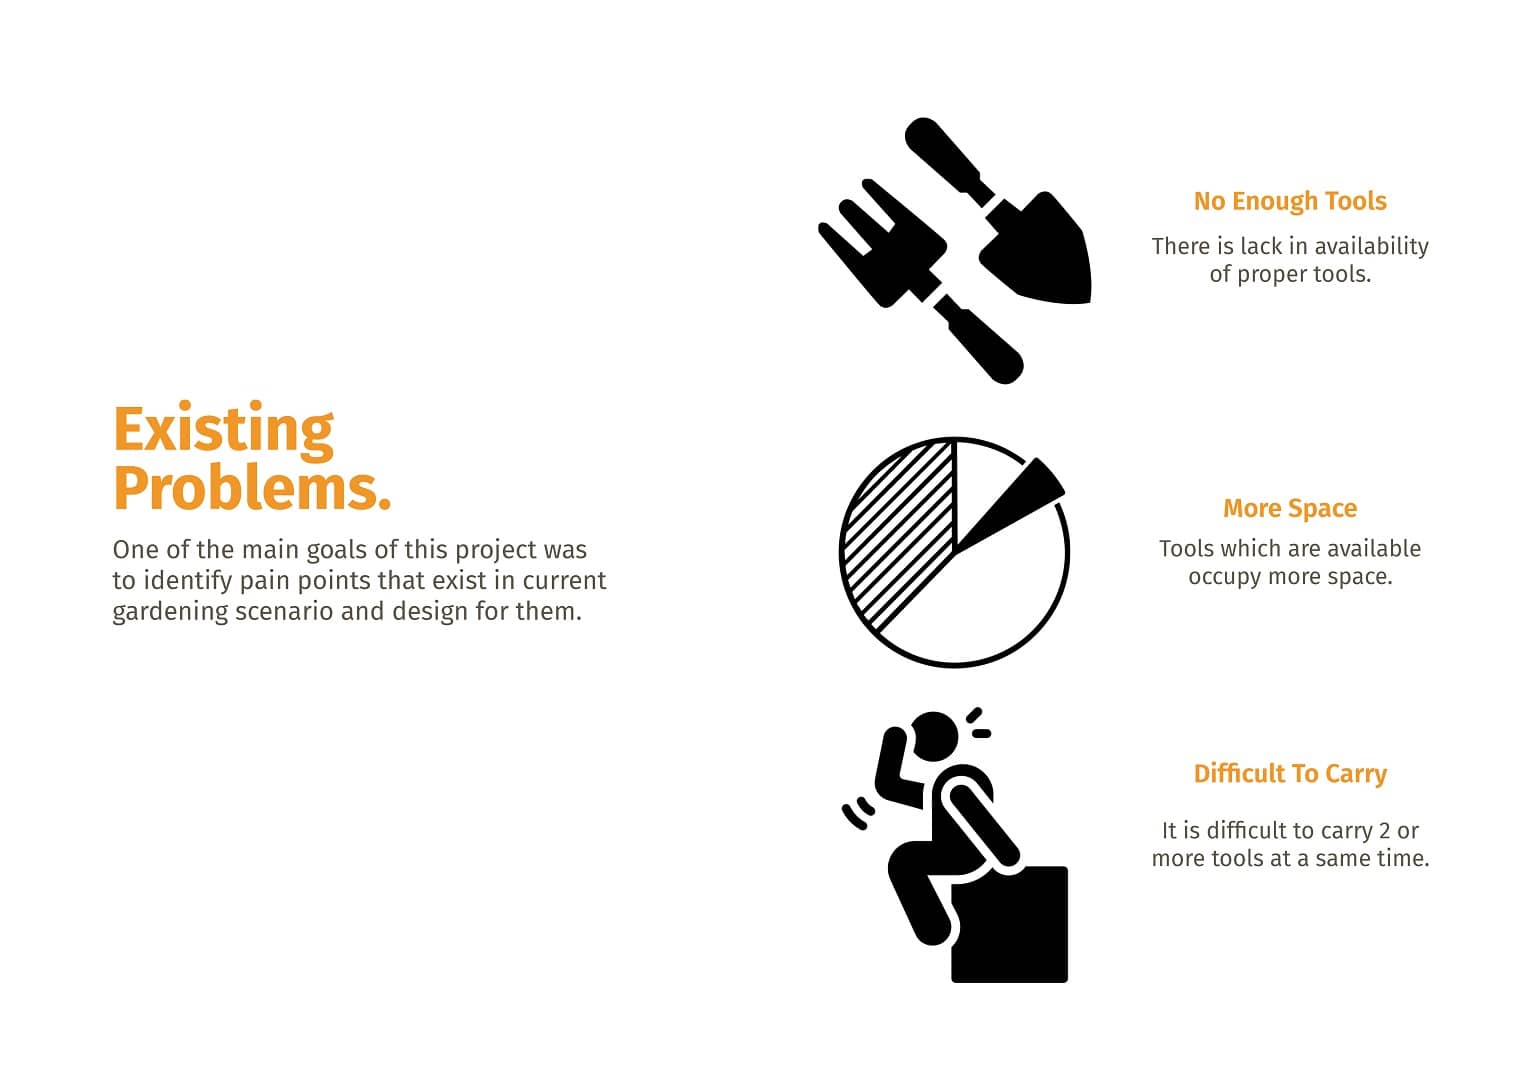 Existing
Problems.
One of the main goals of this project was
to identify pain points that exist in current
gardening scenario and design for them.
No Enough Tools
There is lack in availability
of proper tools.
More Space
Tools which are available
occupy more space.
Difficult To Carry
It is difficult to carry 2 or
more tools at a same time.